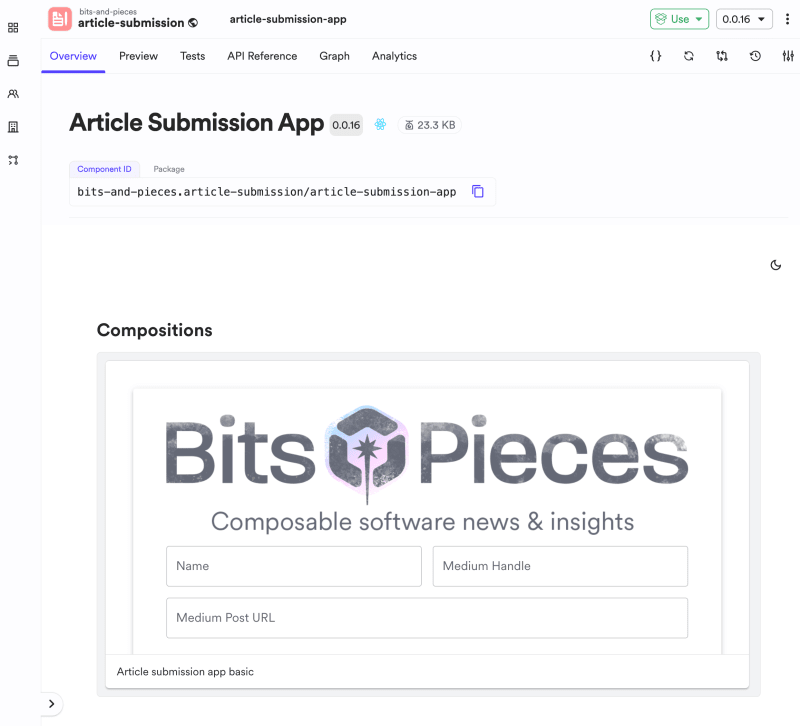 bits-and-pieces
article-submission
article-submission-app
Use
0.0.16
Overview
Preview
Tests
API Reference
Graph
Analytics
Article Submission App
0.0.16
23.3 KB
Component ID
Package
bits-and-pieces.article-submission/article-submission-app
Compositions
Bits Pieces
Composable software news & insights
Name
Medium Handle
Medium Post URL
Article submission app basic